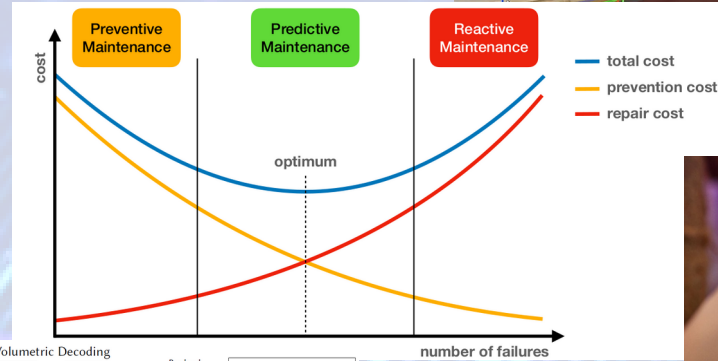 Preventive
Maintenance
Predictive
Maintenance
Reactive
Maintenance
cost
total cost
prevention cost
repair cost
optimum
number of failures
Volumetric Decoding